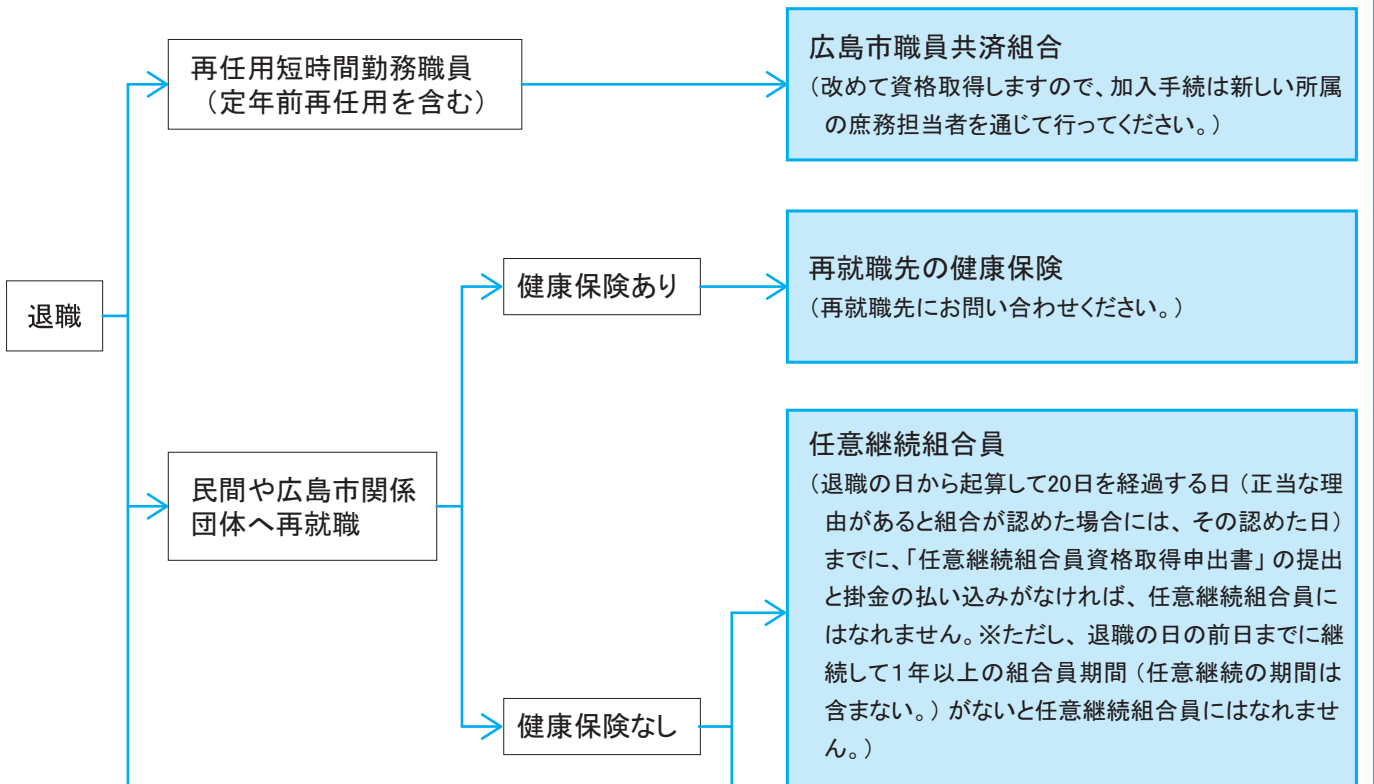 退職
再任用短時間勤務職員
（定年前再任用を含む）
広島市職員共済組合
（改めて資格取得しますので、加入手続は新しい所属
の庶務担当者を通じて行ってください。）
民間や広島市関係
団体へ再就職
健康保険あり
再就職先の健康保険
（再就職先にお問い合わせください。）
健康保険なし
任意継続組合員
（退職の日から起算して20日を経過する日（正当な理
由があると組合が認めた場合には、その認めた日）
までに、「任意継続組合員資格取得申出書」の提出
と掛金の払い込みがなければ、任意継続組合員に
はなれません。※ただし、退職の日の前日までに継
続して１年以上の組合員期間（任意継続の期間は
含まない。）がないと任意継続組合員にはなれませ
ん。）